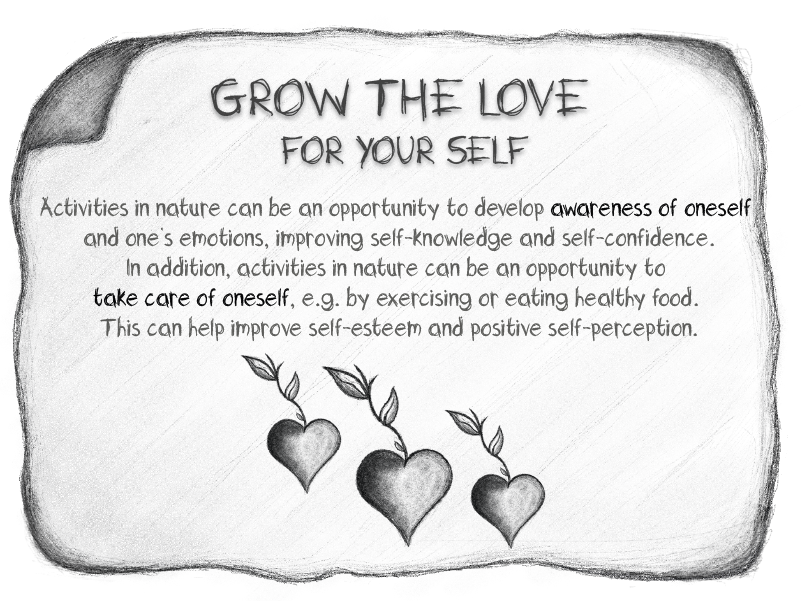 GROW THE LOVE
FOR YOUR SELF
Activities in nature can be an opportunity to develop awareness of oneself
and one's emotions, improving self-knowledge and self-confidence.
In addition, activities in nature can be an opportunity to
take care of oneself, e.g. by exercising or eating healthy food.
This can help improve self-esteem and positive self-perception.